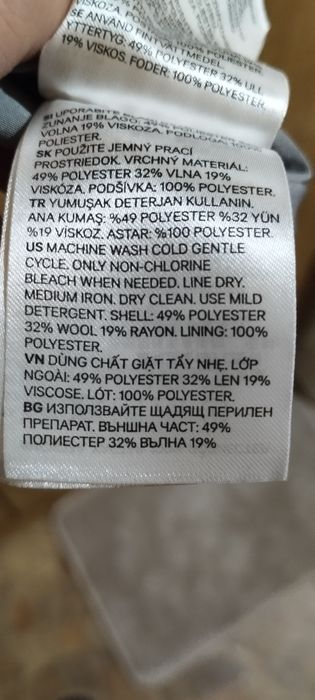 SE ANVÄND FINTVÄTTMEDEL.
YTTERTYG: 49% POLYESTER 32% ULL
19% VISKOS. FODER: 100% POLYESTER.
SI UPORABITE
ZUNANJE BLAGO: 49%
VOLNA 19% VISKOZA. PODLOGA: 100%
POLIESTER.
SK POUŽITE JEMNÝ PRACÍ
PROSTRIEDOK. VRCHNÝ MATERIÁL:
49% POLYESTER 32% VLNA 19%
VISKÓZA. PODŠÍVKA: 100% POLYESTER.
TR YUMUŞAK DETERJAN KULLANIN.
ANA KUMAŞ: %49 POLYESTER %32 YÜN
%19 VİSKOZ. ASTAR: %100 POLYESTER.
US MACHINE WASH COLD GENTLE
CYCLE. ONLY NON-CHLORINE
BLEACH WHEN NEEDED. LINE DRY.
MEDIUM IRON. DRY CLEAN. USE MILD
DETERGENT. SHELL: 49% POLYESTER
32% WOOL 19% RAYON. LINING: 100%
POLYESTER.
VN DÙNG CHẤT GIẶT TẨY NHẸ. LỚP
NGOÀI: 49% POLYESTER 32% LEN 19%
VISCOSE. LÓT: 100% POLYESTER.
BG ИЗПОЛЗВАЙТЕ ЩАДЯЩ ПЕРИЛЕН
ПРЕПАРАТ. ВЪНШНА ЧАСТ: 49%
ПОЛИЕСТЕР 32% ВЪЛНА 19%